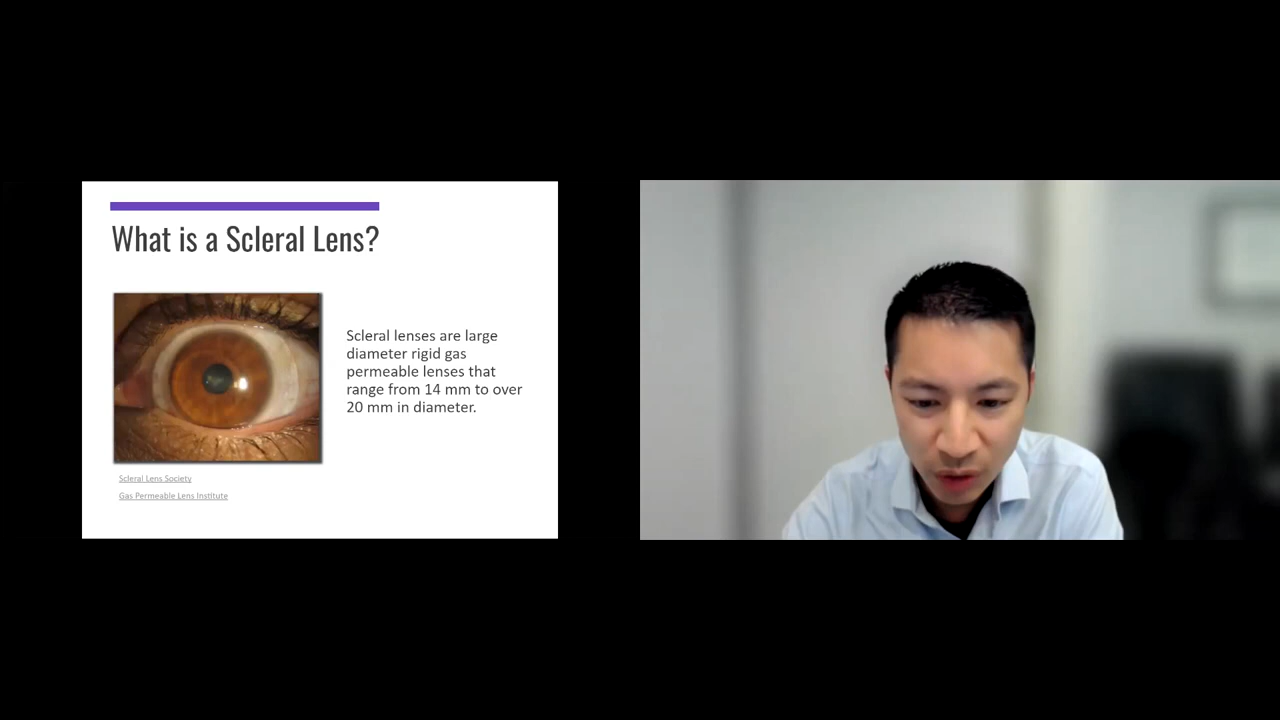 What is a Scleral Lens?
Scleral lenses are large
diameter rigid gas
permeable lenses that
range from 14 mm to over
20 mm in diameter.
Scleral Lens Society
Gas Permeable Lens Institute